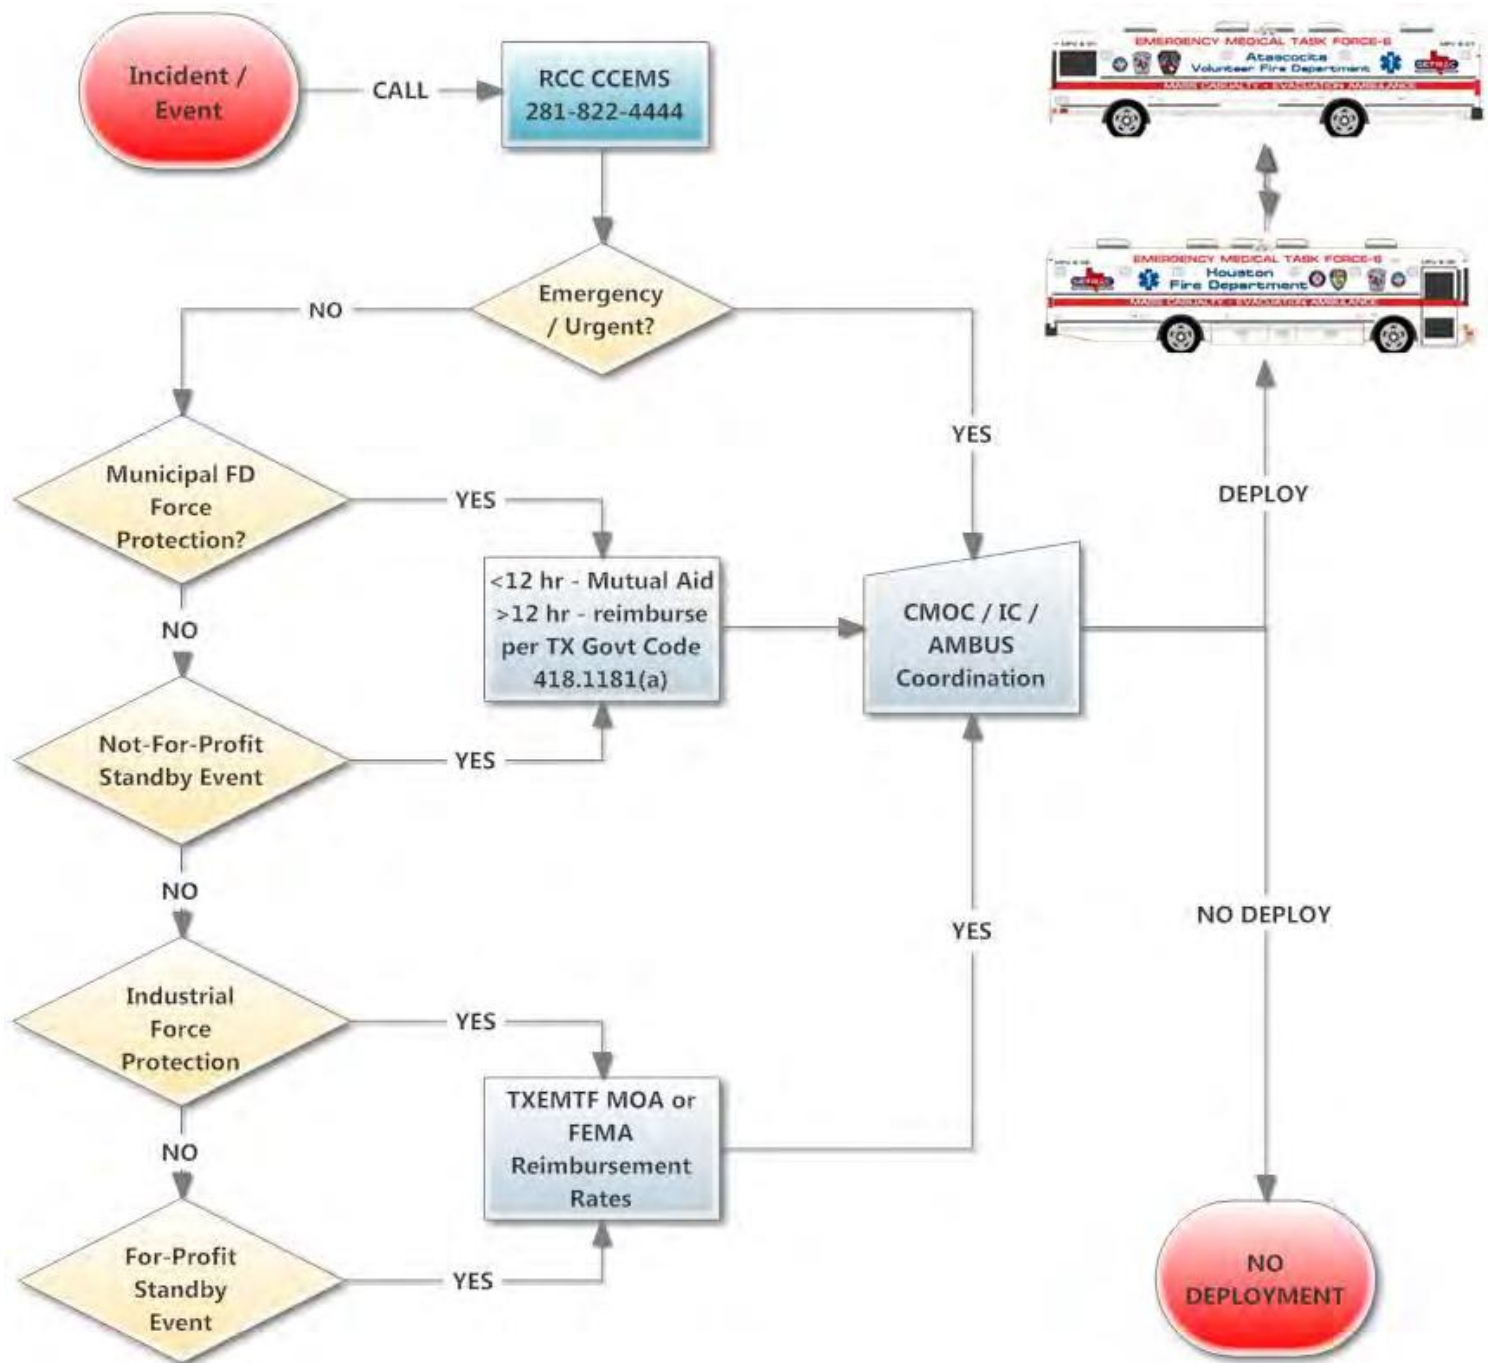 Incident /
Event
CALL
RCC CCEMS
281-822-4444
EMERGENCY MEDICAL TASK FORCE-6
Atascocita
Volunteer Fire Department
MASS CASUALTY - EVACUATION AMBULANCE
EMERGENCY MEDICAL TASK FORCE-6
Houston
Fire Department
MASS CASUALTY - EVACUATION AMBULANCE
Emergency
/ Urgent?
NO
YES
Municipal FD
Force
Protection?
YES
NO
<12 hr - Mutual Aid
>12 hr - reimburse
per TX Govt Code
418.1181(a)
CMOC / IC /
AMBUS
Coordination
DEPLOY
Not-For-Profit
Standby Event
YES
NO
YES
NO DEPLOY
Industrial
Force
Protection
YES
NO
TXEMTF MOA or
FEMA
Reimbursement
Rates
For-Profit
Standby
Event
YES
NO
DEPLOYMENT